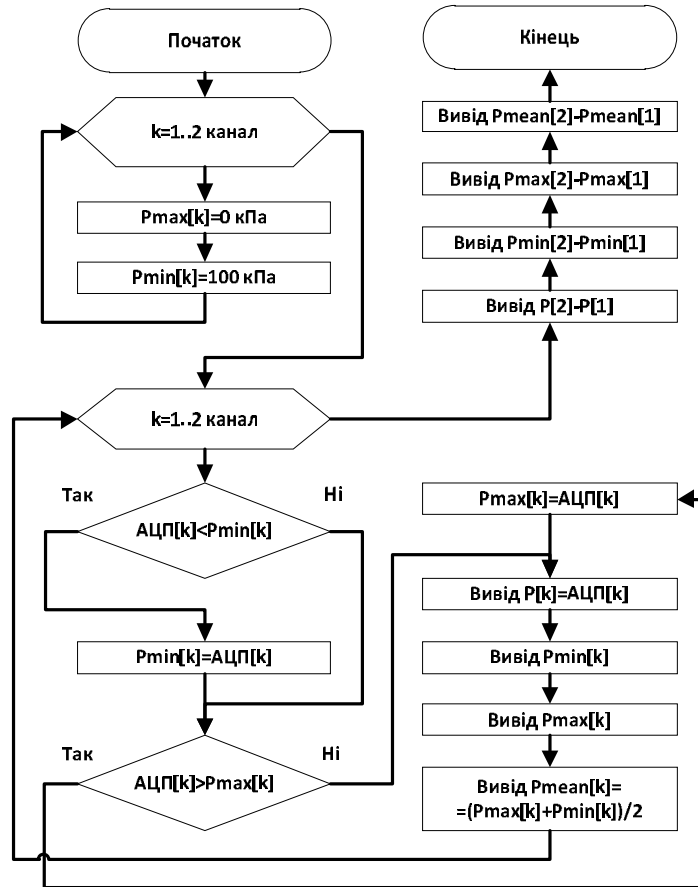 Початок
k=1..2 канал
Pmax[k]=0 кПа
Pmin[k]=100 кПа
k=1..2 канал
Так
Ні
АЦП[k]<Pmin[k]
Pmin[k]=АЦП[k]
Так
Ні
АЦП[k]>Pmax[k]
Pmax[k]=АЦП[k]
Вивід P[k]=АЦП[k]
Вивід Pmin[k]
Вивід Pmax[k]
Вивід Pmean[k]=
=(Pmax[k]+Pmin[k])/2
Вивід P[2]-P[1]
Вивід Pmin[2]-Pmin[1]
Вивід Pmax[2]-Pmax[1]
Вивід Pmean[2]-Pmean[1]
Кінець